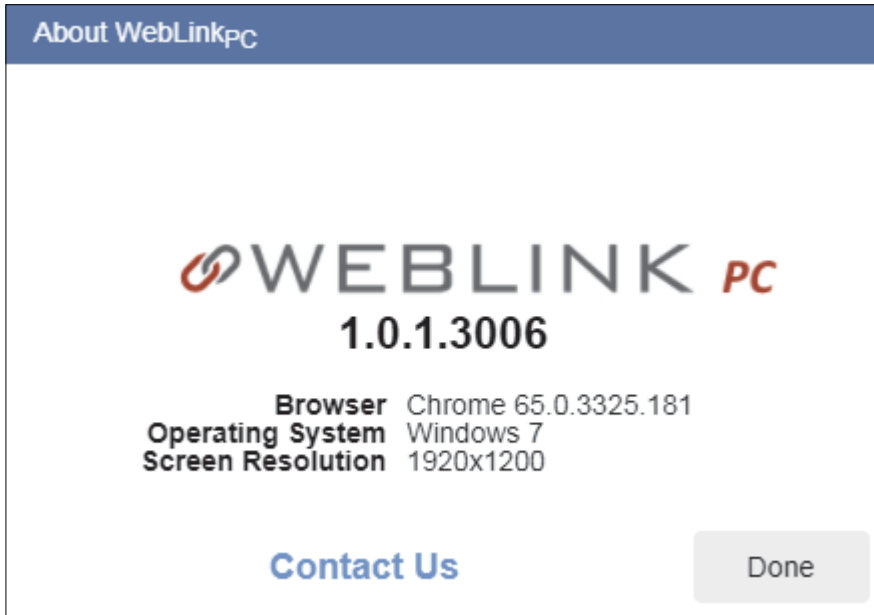 About WebLinkPC
WEBLINK PC
1.0.1.3006
Browser Chrome 65.0.3325.181
Operating System Windows 7
Screen Resolution 1920x1200
Contact Us
Done